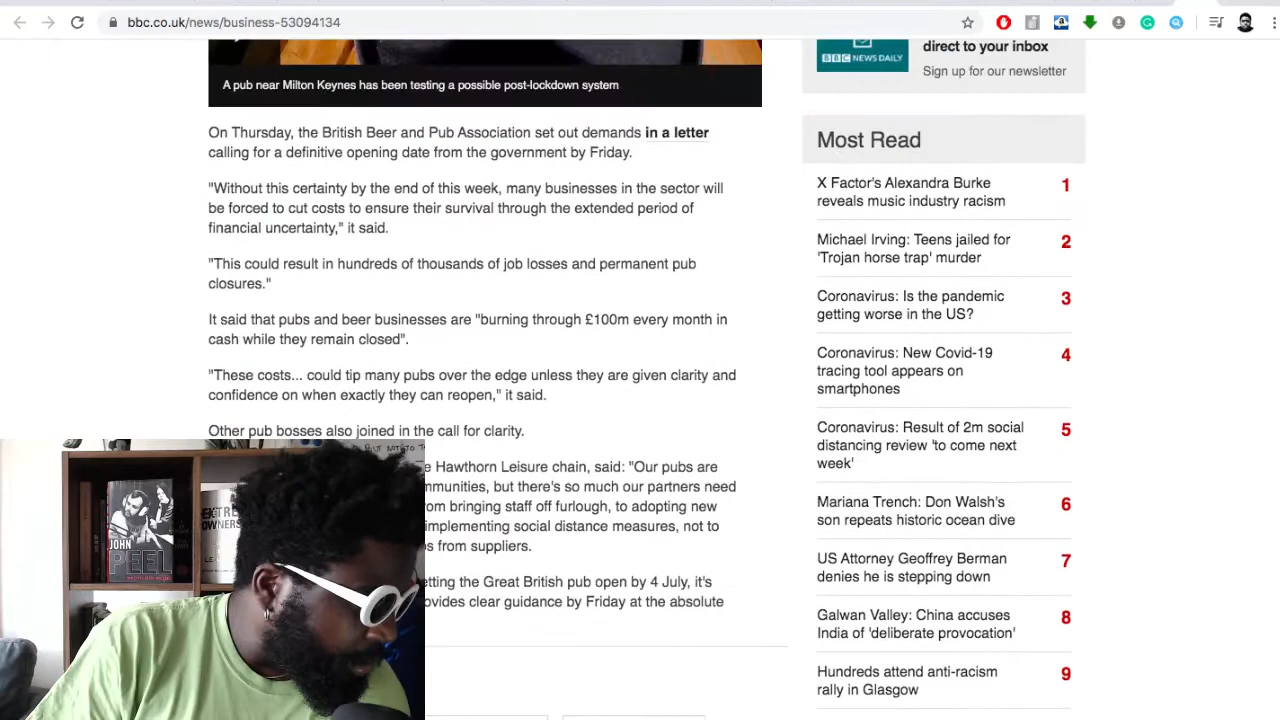 bbc.co.uk/news/business-53094134
direct to your inbox
BBC NEWS DAILY
Sign up for our newsletter
A pub near Milton Keynes has been testing a possible post-lockdown system
On Thursday, the British Beer and Pub Association set out demands in a letter
calling for a definitive opening date from the government by Friday.
"Without this certainty by the end of this week, many businesses in the sector will
be forced to cut costs to ensure their survival through the extended period of
financial uncertainty," it said.
"This could result in hundreds of thousands of job losses and permanent pub
closures."
It said that pubs and beer businesses are "burning through £100m every month in
cash while they remain closed".
"These costs... could tip many pubs over the edge unless they are given clarity and
confidence on when exactly they can reopen," it said.
Other pub bosses also joined in the call for clarity.
Hawthorn Leisure chain, said: "Our pubs are
but there's so much our partners need
from bringing staff off furlough, to adopting new
implementing social distance measures, not to
from suppliers.
the Great British pub open by 4 July, it's
clear guidance by Friday at the absolute
JOHN
PEEL
Most Read
X Factor's Alexandra Burke
reveals music industry racism
1
Michael Irving: Teens jailed for
'Trojan horse trap' murder
2
Coronavirus: Is the pandemic
getting worse in the US?
3
Coronavirus: New Covid-19
tracing tool appears on
smartphones
4
Coronavirus: Result of 2m social
distancing review 'to come next
week'
5
Mariana Trench: Don Walsh's
son repeats historic ocean dive
6
US Attorney Geoffrey Berman
denies he is stepping down
7
Galwan Valley: China accuses
India of 'deliberate provocation'
8
Hundreds attend anti-racism
rally in Glasgow
9